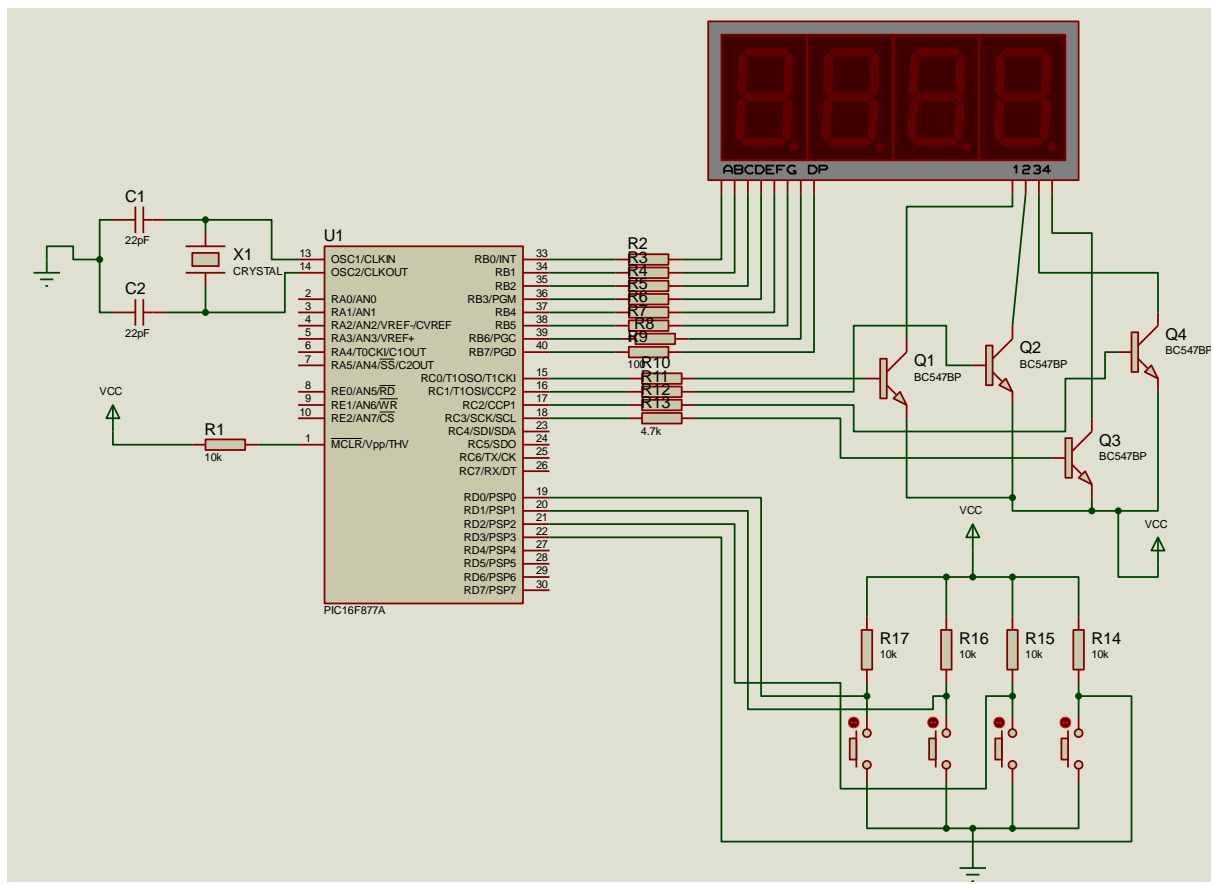 ABCDEFG DP
1234
C1
22pF
X1
CRYSTAL
C2
22pF
VCC
R1
10k
U1
13 OSC1/CLKIN
14 OSC2/CLKOUT
2 RA0/AN0
3 RA1/AN1
4 RA2/AN2/VREF-/CVREF
5 RA3/AN3/VREF+
6 RA4/T0CKI/C1OUT
7 RA5/AN4/SS/C2OUT
8 RE0/AN5/RD
9 RE1/AN6/WR
10 RE2/AN7/CS
1 MCLR/Vpp/THV
RB0/INT 33
RB1 34
RB2 35
RB3/PGM 36
RB4 37
RB5 38
RB6/PGC 39
RB7/PGD 40
RC0/T1OSO/T1CKI 15
RC1/T1OSI/CCP2 16
RC2/CCP1 17
RC3/SCK/SCL 18
RC4/SDI/SDA 23
RC5/SDO 24
RC6/TX/CK 25
RC7/RX/DT 26
RD0/PSP0 19
RD1/PSP1 20
RD2/PSP2 21
RD3/PSP3 22
RD4/PSP4 27
RD5/PSP5 28
RD6/PSP6 29
RD7/PSP7 30
PIC16F877A
R2
R3
R4
R5
R6
R7
R8
R9
100
R10
R11
R12
R13
4.7k
Q1
BC547BP
Q2
BC547BP
Q4
BC547BP
Q3
BC547BP
VCC
VCC
R17
10k
R16
10k
R15
10k
R14
10k